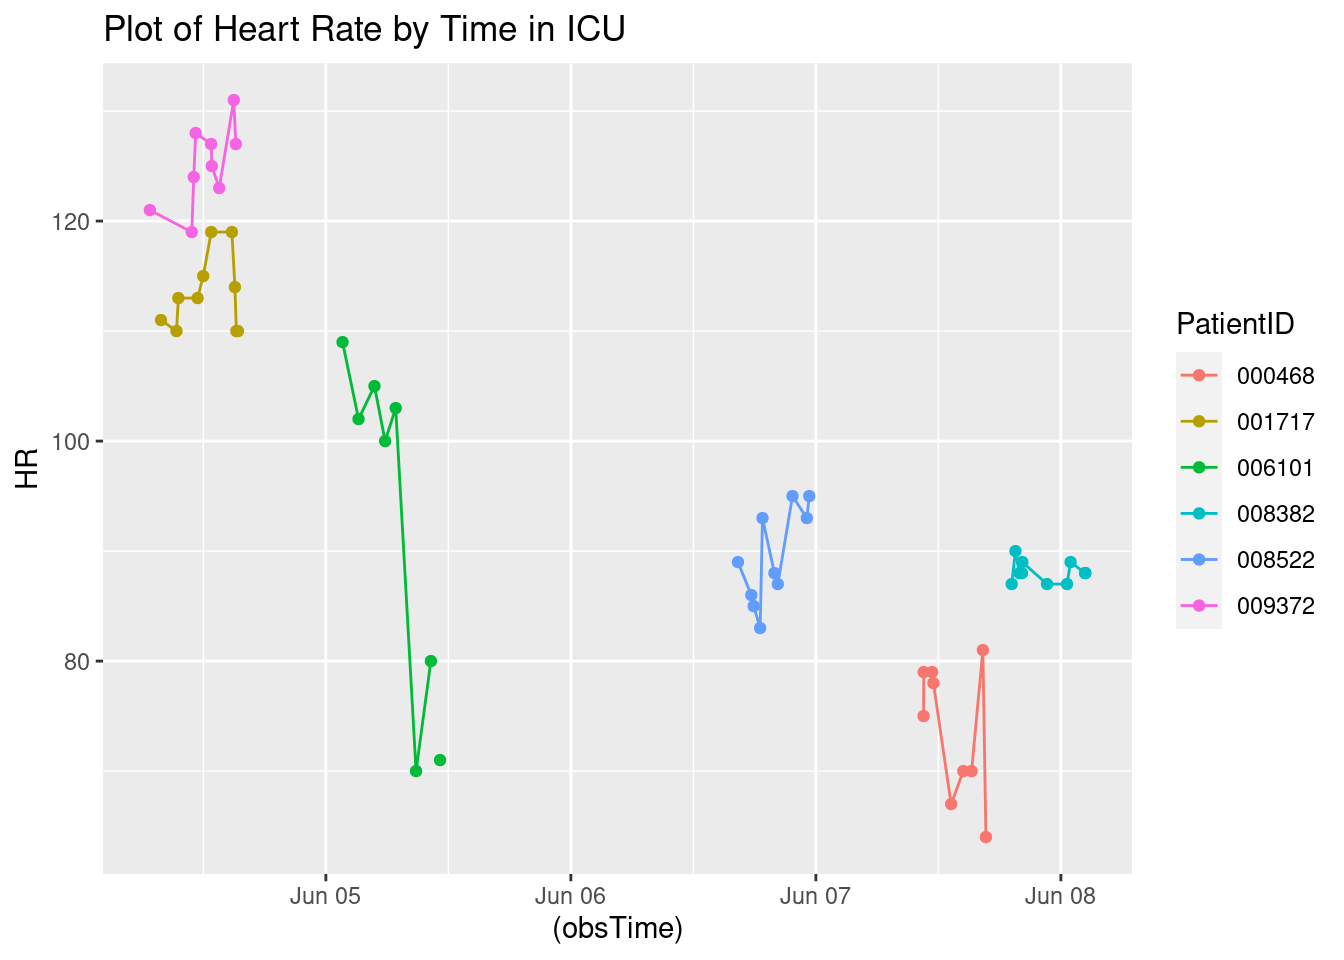 Plot of Heart Rate by Time in ICU
HR
120
100
80
Jun 05 Jun 06 Jun 07 Jun 08
(obsTime)
PatientID
000468
001717
006101
008382
008522
009372